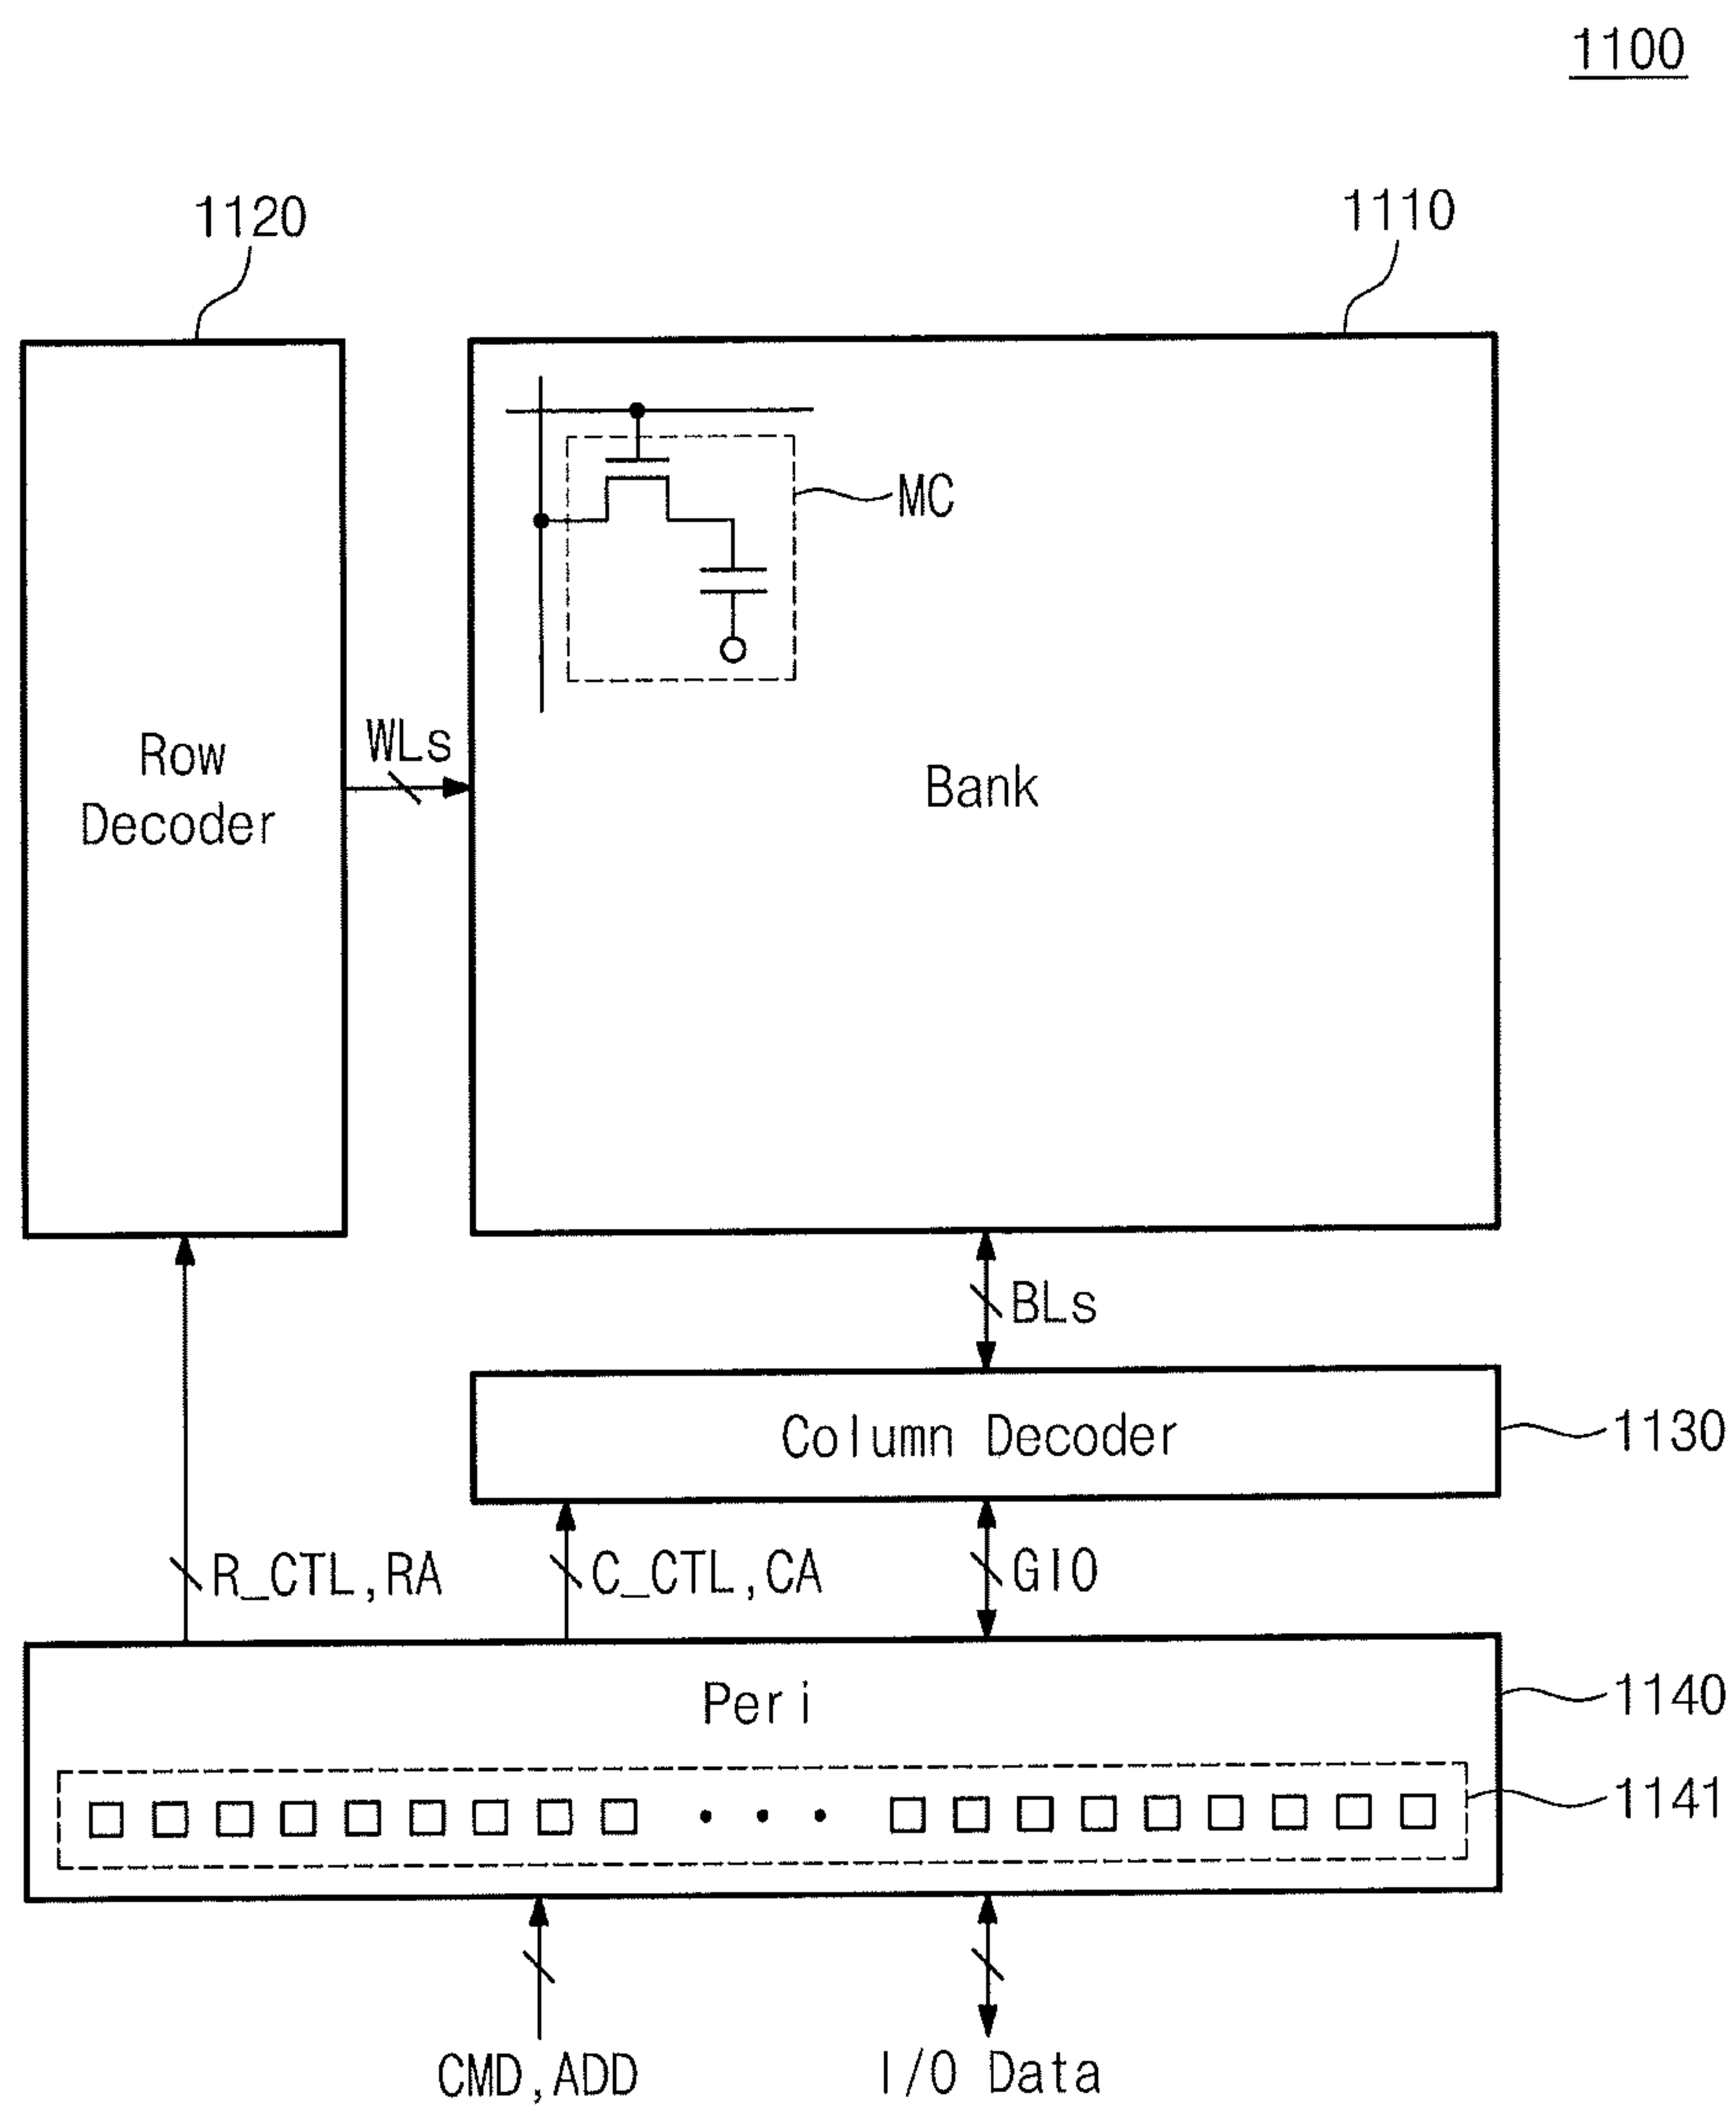 1100
1120
1110
MC
Row
Decoder
WLs
Bank
BLs
Column Decoder
1130
R_CTL,RA
C_CTL,CA
GIO
Peri
1140
1141
CMD,ADD
I/O Data